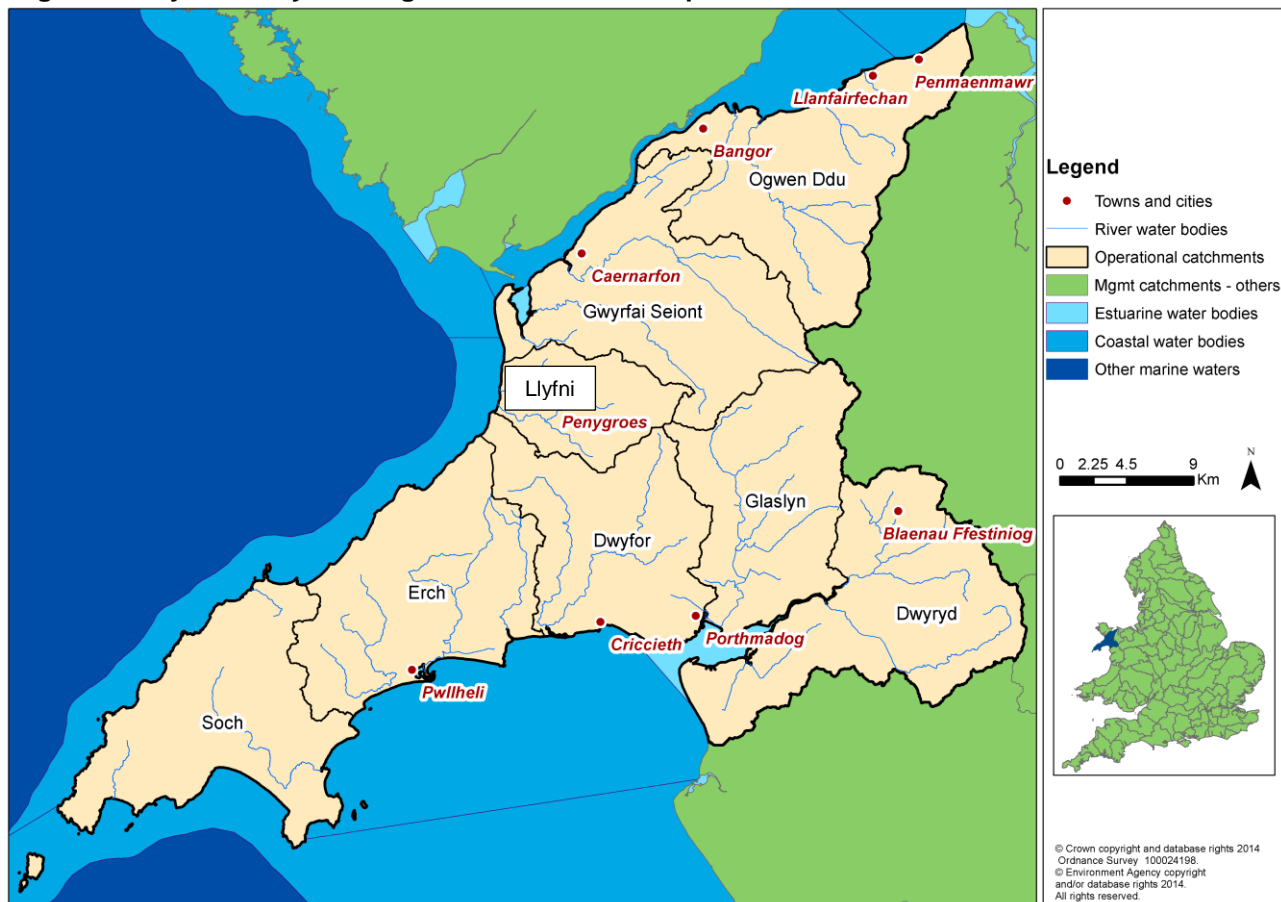 Llanfairfechan
Penmaenmawr
Bangor
Ogwen Ddu
Caernarfon
Gwyrfai Seiont
Llyfni
Penygroes
Glaslyn
Blaenau Ffestiniog
Dwyfor
Erch
Dwyryd
Criccieth
Porthmadog
Pwllheli
Soch
Legend
Towns and cities
River water bodies
Operational catchments
Mgmt catchments - others
Estuarine water bodies
Coastal water bodies
Other marine waters
0 2.25 4.5 9
Km
N
© Crown copyright and database rights 2014
Ordnance Survey 100024198.
© Environment Agency copyright
and/or database rights 2014.
All rights reserved.